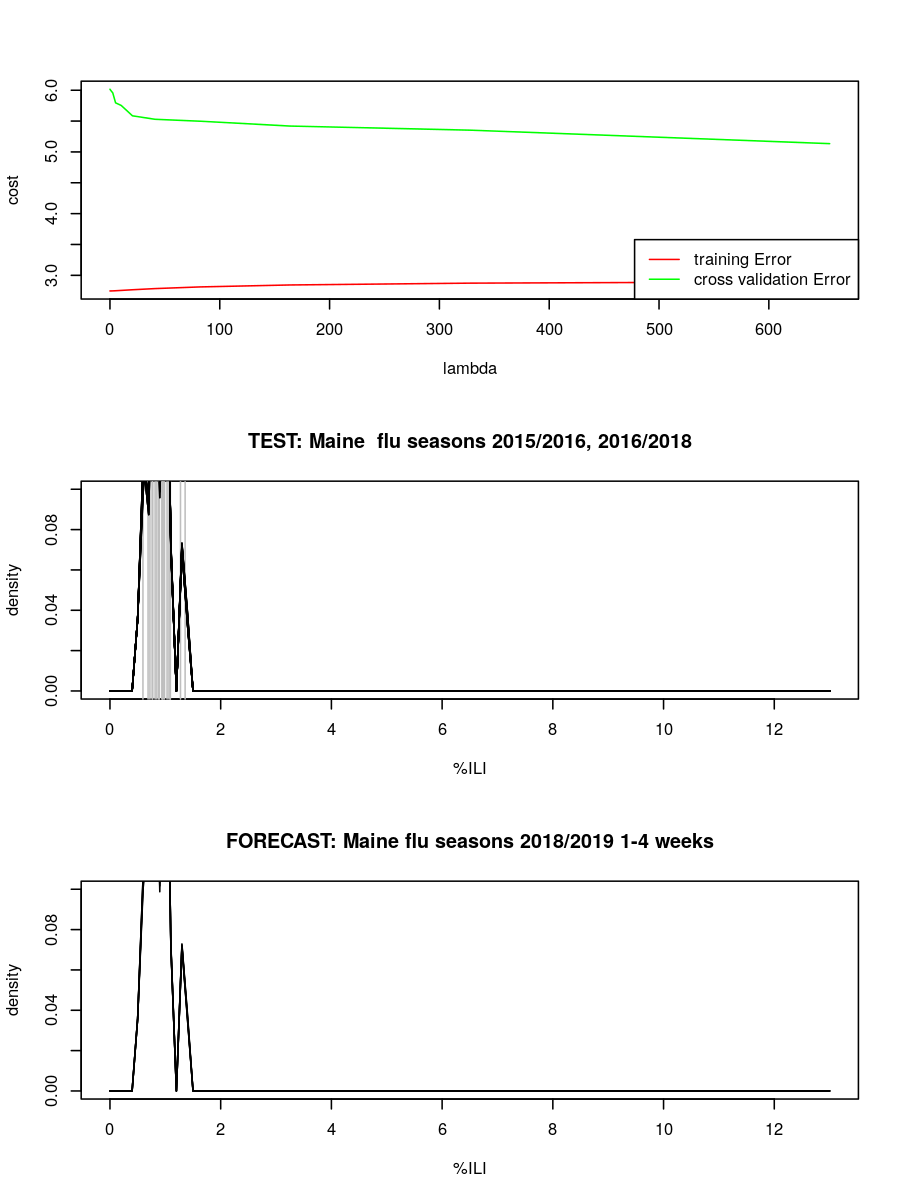 6.0
5.0
4.0
3.0
cost
training Error
cross validation Error
0 100 200 300 400 500 600
lambda
TEST: Maine  flu seasons 2015/2016, 2016/2018
0.08
0.04
0.00
density
0 2 4 6 8 10 12
%ILI
FORECAST: Maine flu seasons 2018/2019 1-4 weeks
0.08
0.04
0.00
density
0 2 4 6 8 10 12
%ILI